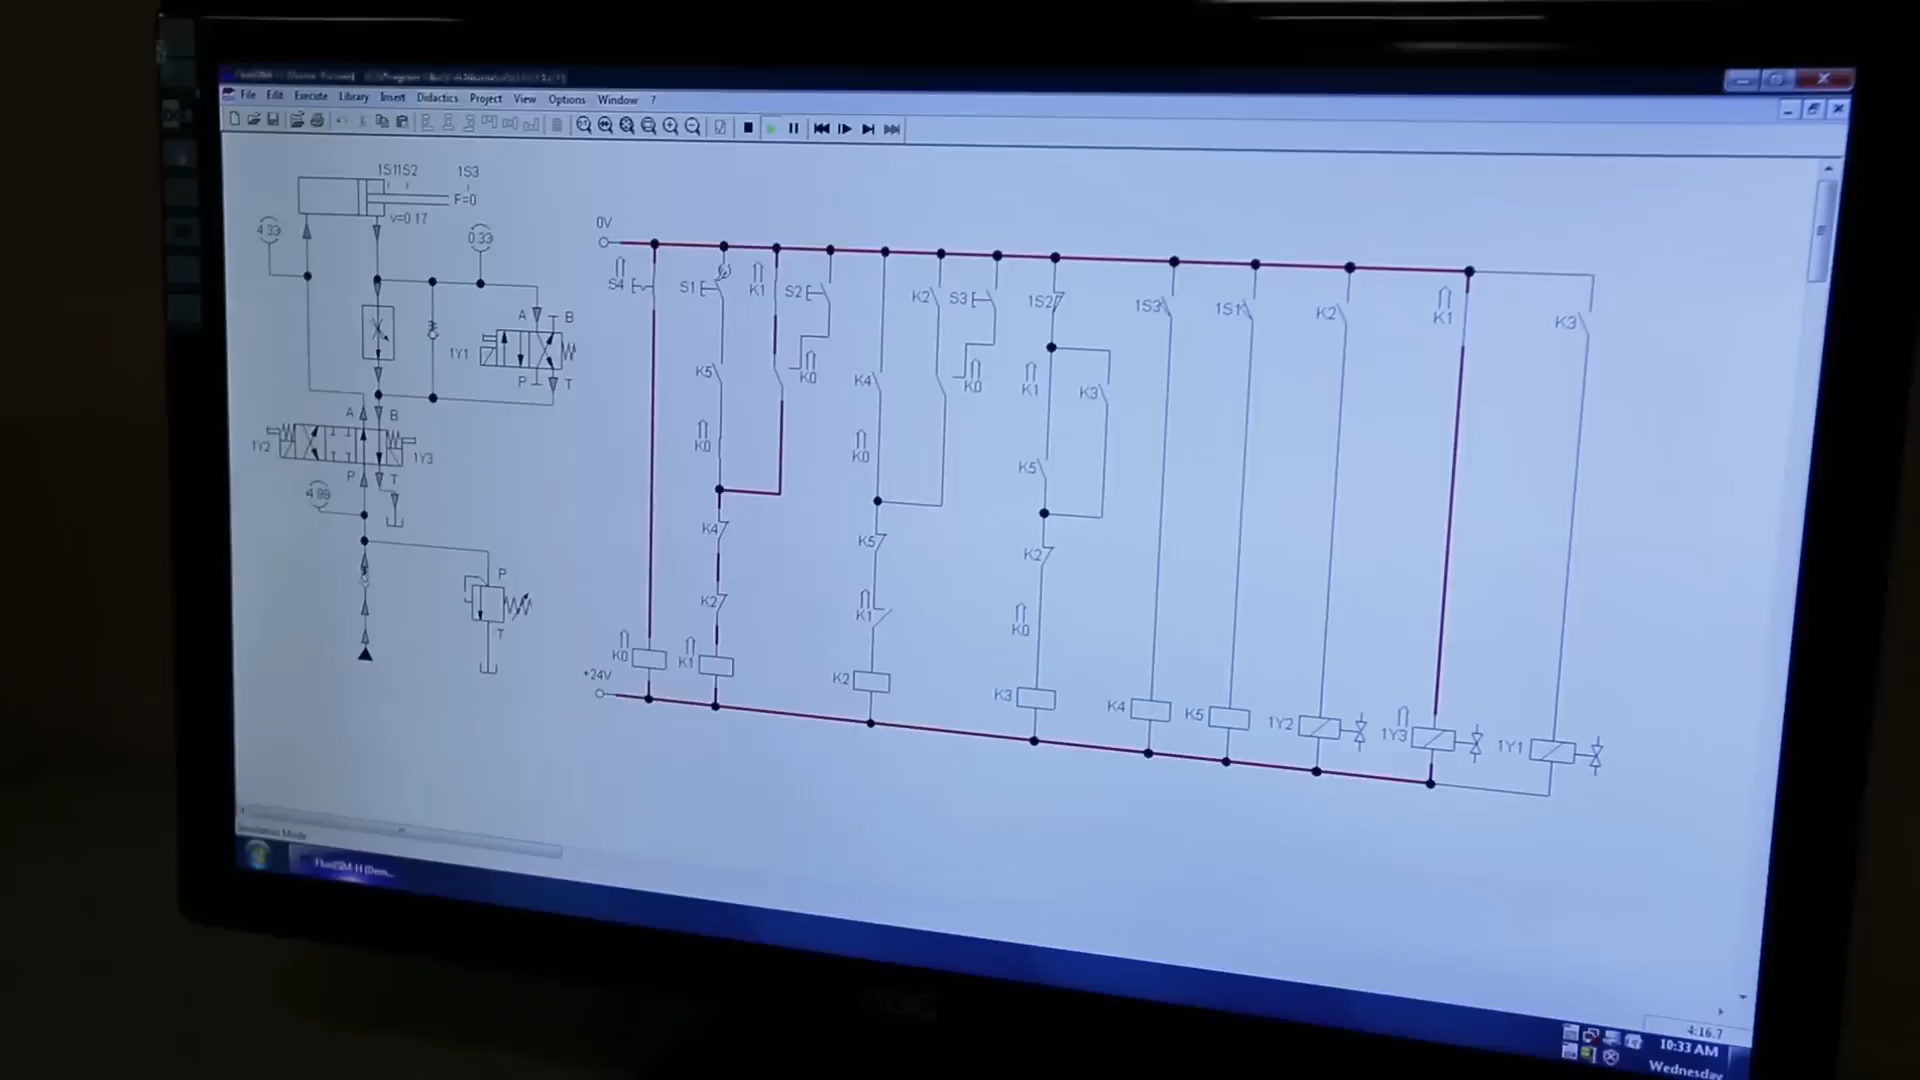 File Edit Execute Library Insert Didactics Project View Options Window ?
1S1 1S2 1S3
F=0
v=0.17
4.33
0.33
A B
1Y1
P T
A B
1Y2 1Y3
P T
4.99
P
T
0V
S4 S1 K1 S2 K2 S3 1S2 1S3 1S1 K2 K1 K3
K5 K0 K4 K0 K1 K3
K0 K0 K5
K4 K5 K2
K2 K1 K0
K0 K1 K2 K3 K4 K5 1Y2 1Y3 1Y1
+24V
Simulation Mode
FluidSIM-H (Dem...
4:16.7
10:33 AM
Wednesday